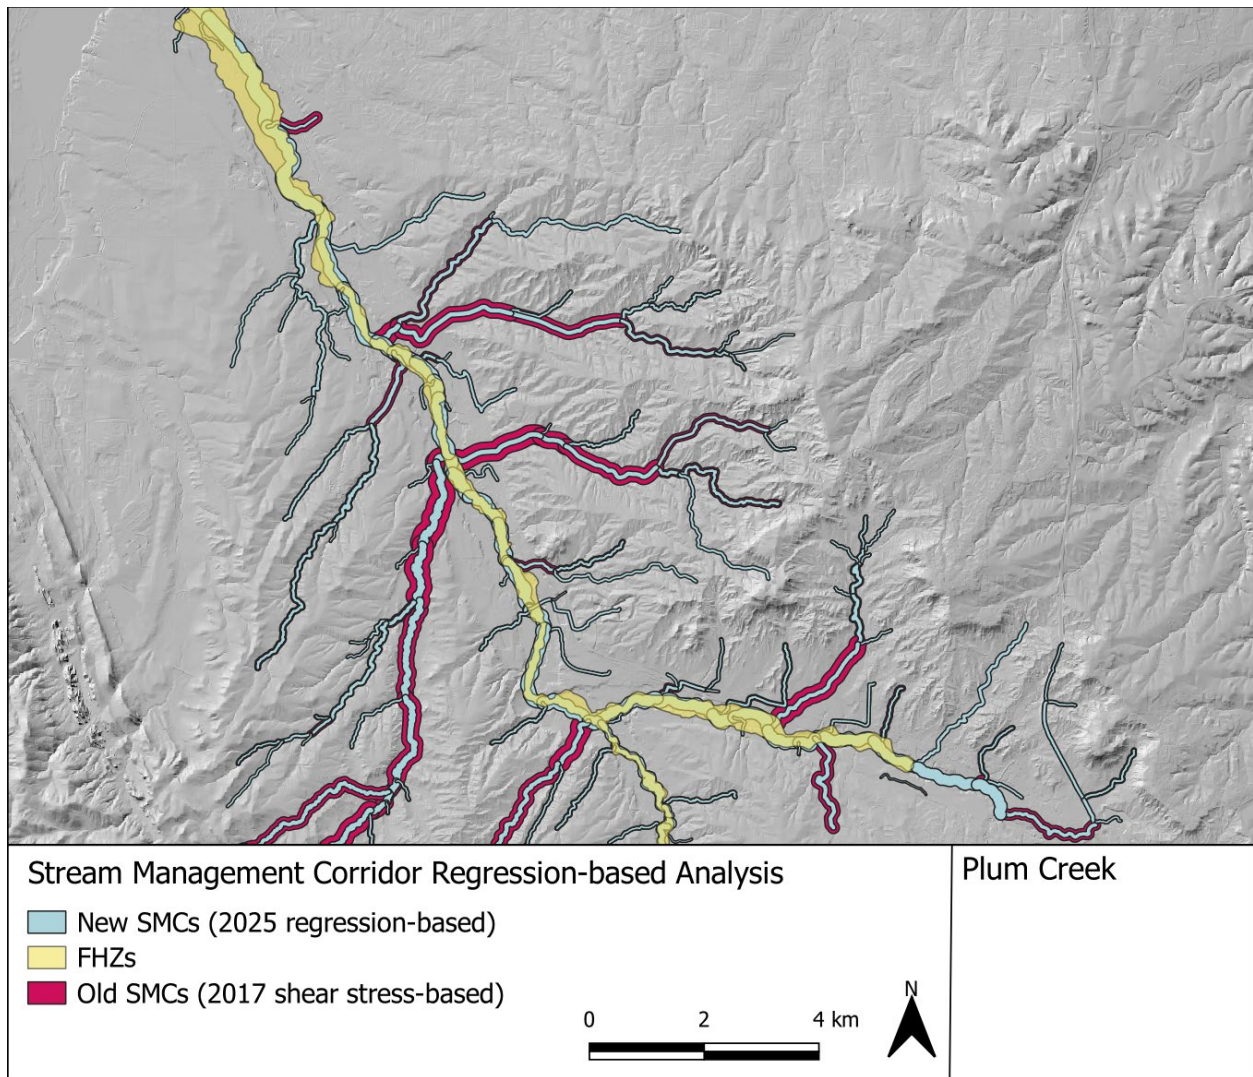 Stream Management Corridor Regression-based Analysis
Plum Creek
New SMCs (2025 regression-based)
FHZs
Old SMCs (2017 shear stress-based)
N
0 2 4 km